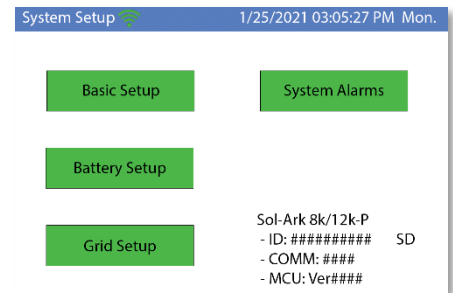 System Setup 1/25/2021 03:05:27 PM Mon.
Basic Setup System Alarms
Battery Setup
Grid Setup
Sol-Ark 8k/12k-P
- ID: ########## SD
- COMM: ####
- MCU: Ver####